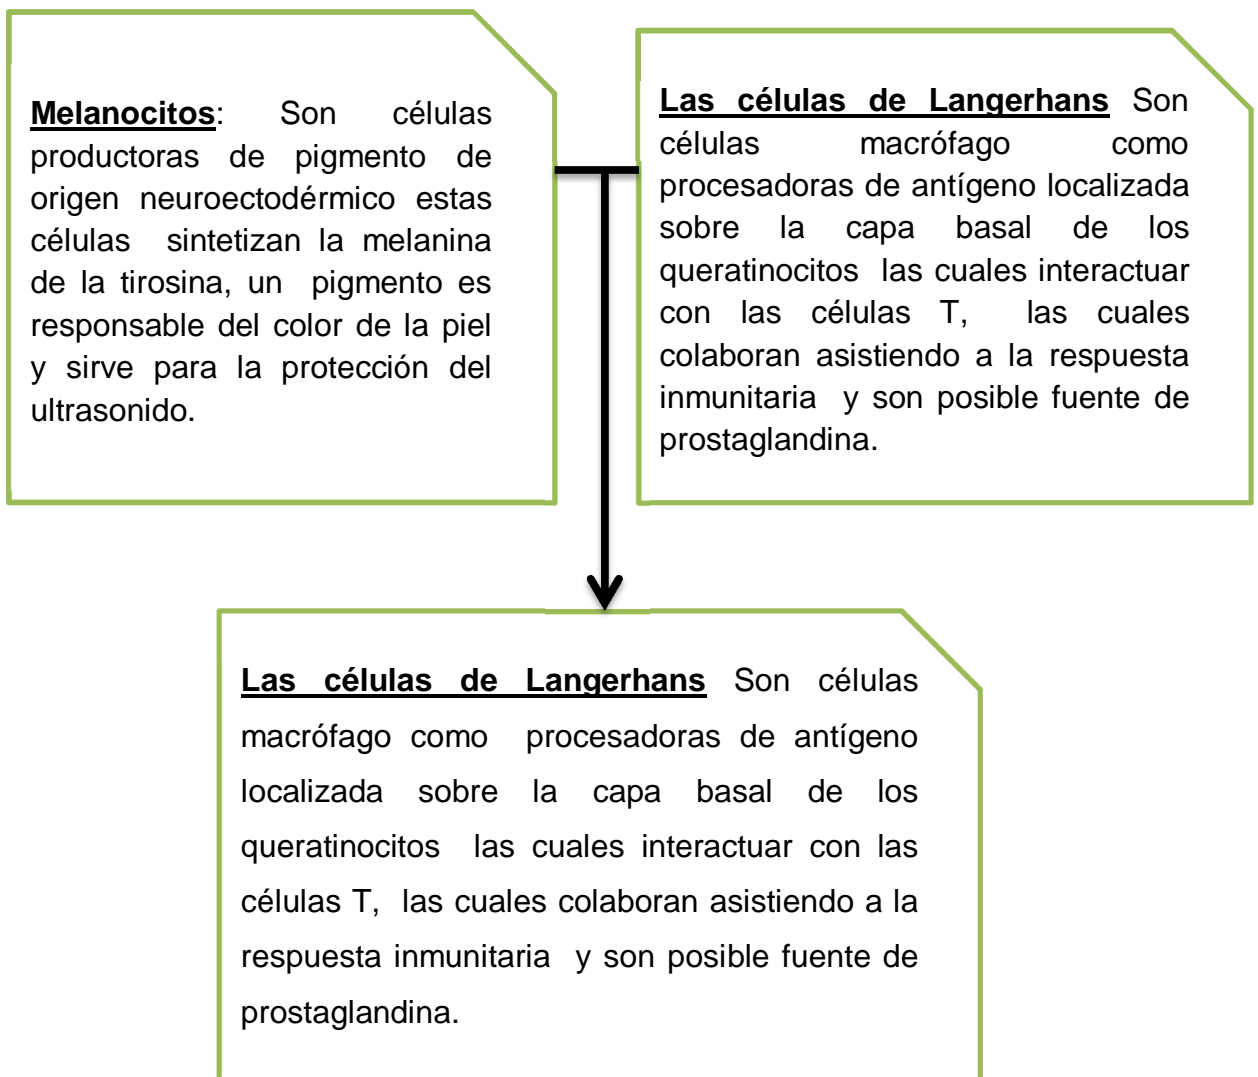 Melanocitos: Son células
productoras de pigmento de
origen neuroectodérmico estas
células sintetizan la melanina
de la tirosina, un pigmento es
responsable del color de la piel
y sirve para la protección del
ultrasonido.
Las células de Langerhans Son
células macrófago como
procesadoras de antígeno localizada
sobre la capa basal de los
queratinocitos las cuales interactuar
con las células T, las cuales
colaboran asistiendo a la respuesta
inmunitaria y son posible fuente de
prostaglandina.
Las células de Langerhans Son células
macrófago como procesadoras de antígeno
localizada sobre la capa basal de los
queratinocitos las cuales interactuar con las
células T, las cuales colaboran asistiendo a la
respuesta inmunitaria y son posible fuente de
prostaglandina.